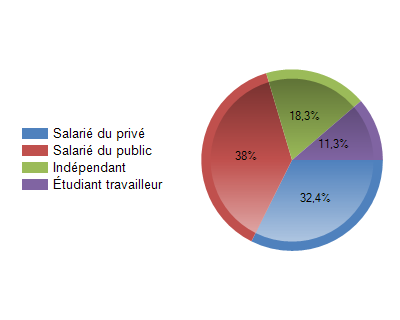 Salarié du privé
Salarié du public
Indépendant
Étudiant travailleur
18,3%
11,3%
38%
32,4%